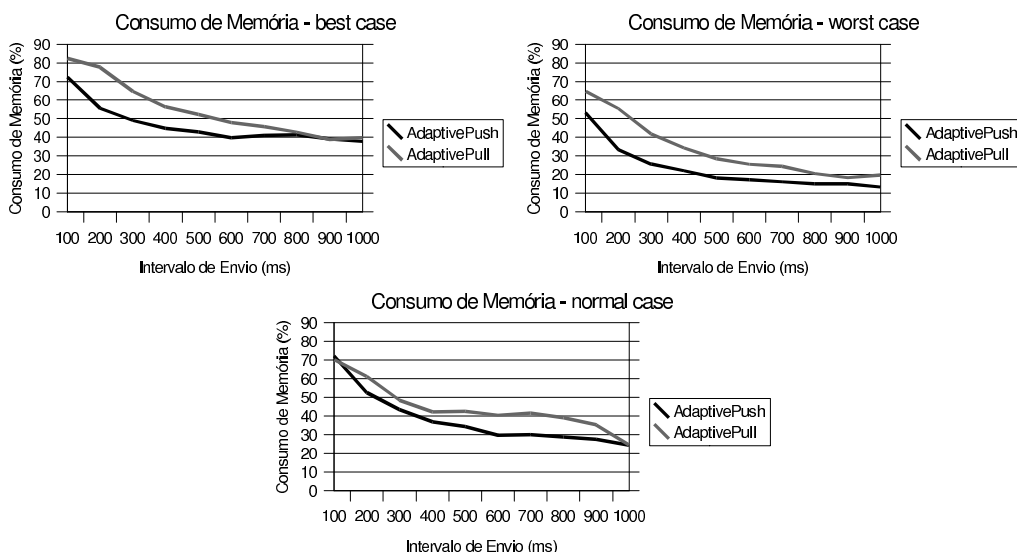 Consumo de Memória - best case
Consumo de Memória (%)
90
80
70
60
50
40
30
20
10
0
100 200 300 400 500 600 700 800 900 1000
Intervalo de Envio (ms)
AdaptivePush
AdaptivePull
Consumo de Memória - worst case
Consumo de Memória (%)
90
80
70
60
50
40
30
20
10
0
100 200 300 400 500 600 700 800 900 1000
Intervalo de Envio (ms)
AdaptivePush
AdaptivePull
Consumo de Memória - normal case
Consumo de Memória (%)
90
80
70
60
50
40
30
20
10
0
100 200 300 400 500 600 700 800 900 1000
Intervalo de Envio (ms)
AdaptivePush
AdaptivePull